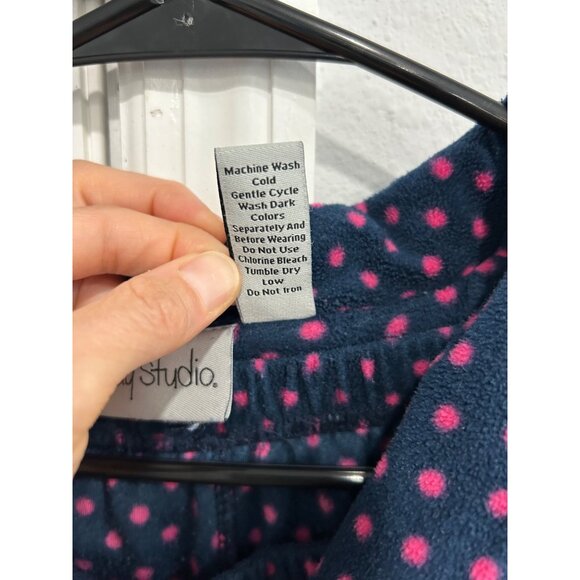 Machine Wash
Cold
Gentle Cycle
Wash Dark
Colors
Separately And
Before Wearing
Do Not Use
Chlorine Bleach
Tumble Dry
Low
Do Not Iron
Studio®